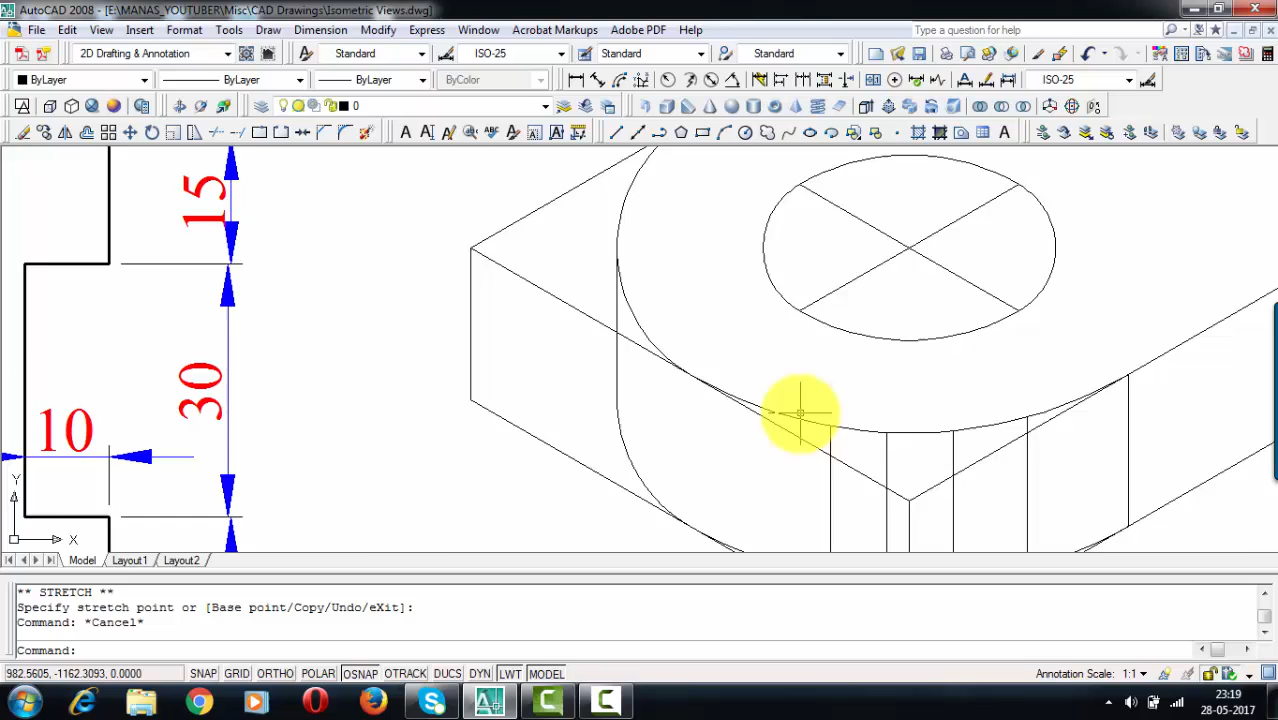 AutoCAD 2008 - [E:\MANAS_YOUTUBER\Misc\CAD Drawings\Isometric Views.dwg]
File Edit View Insert Format Tools Draw Dimension Modify Express Window Acrobat Markups Adobe PDF Help Type a question for help
2D Drafting & Annotation Standard ISO-25 Standard Standard
ByLayer ByLayer ByLayer ByColor ISO-25
0
15
30
10
Y
X
Model Layout1 Layout2
** STRETCH **
Specify stretch point or [Base point/Copy/Undo/eXit]:
Command: *Cancel*
Command:
982.5605, -1162.3093, 0.0000 SNAP GRID ORTHO POLAR OSNAP OTRACK DUCS DYN LWT MODEL Annotation Scale: 1:1
23:19
28-05-2017